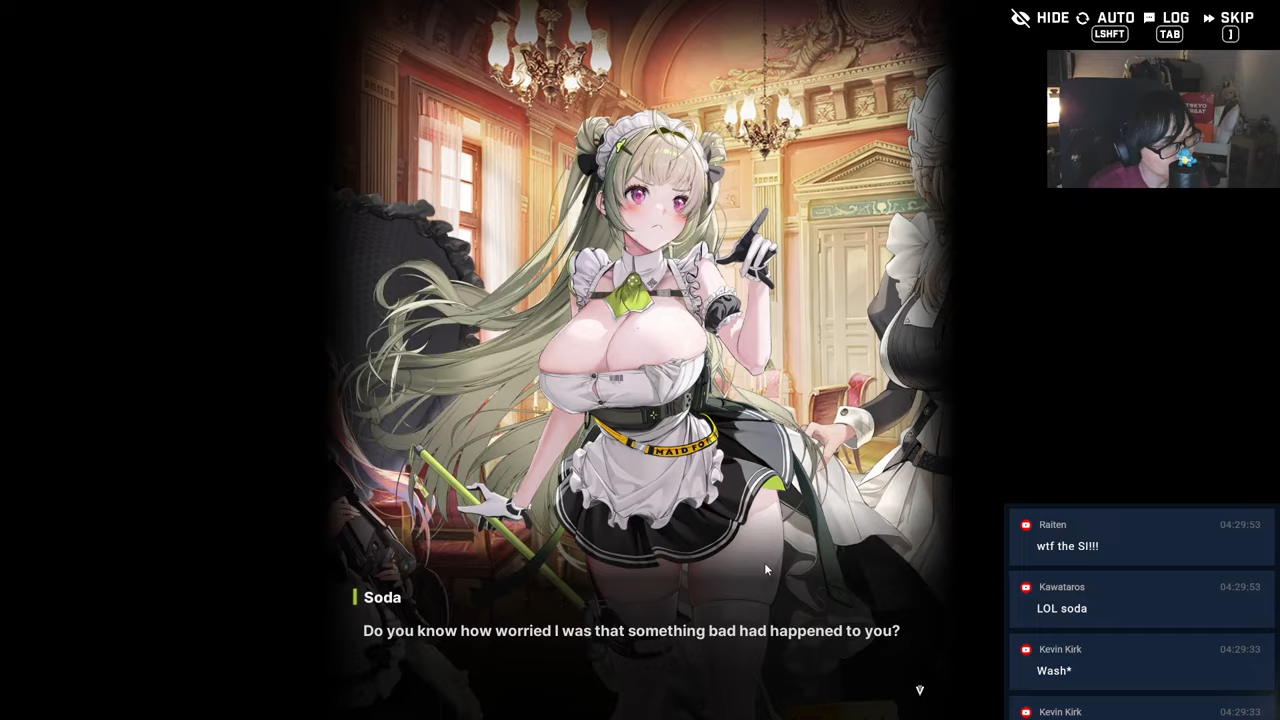 HIDE AUTO LOG SKIP
LSHFT TAB ]
MAID FOR
Soda
Do you know how worried I was that something bad had happened to you?
Raiten 04:29:53
wtf the SI!!!
Kawataros 04:29:53
LOL soda
Kevin Kirk 04:29:33
Wash*
Kevin Kirk 04:29:33